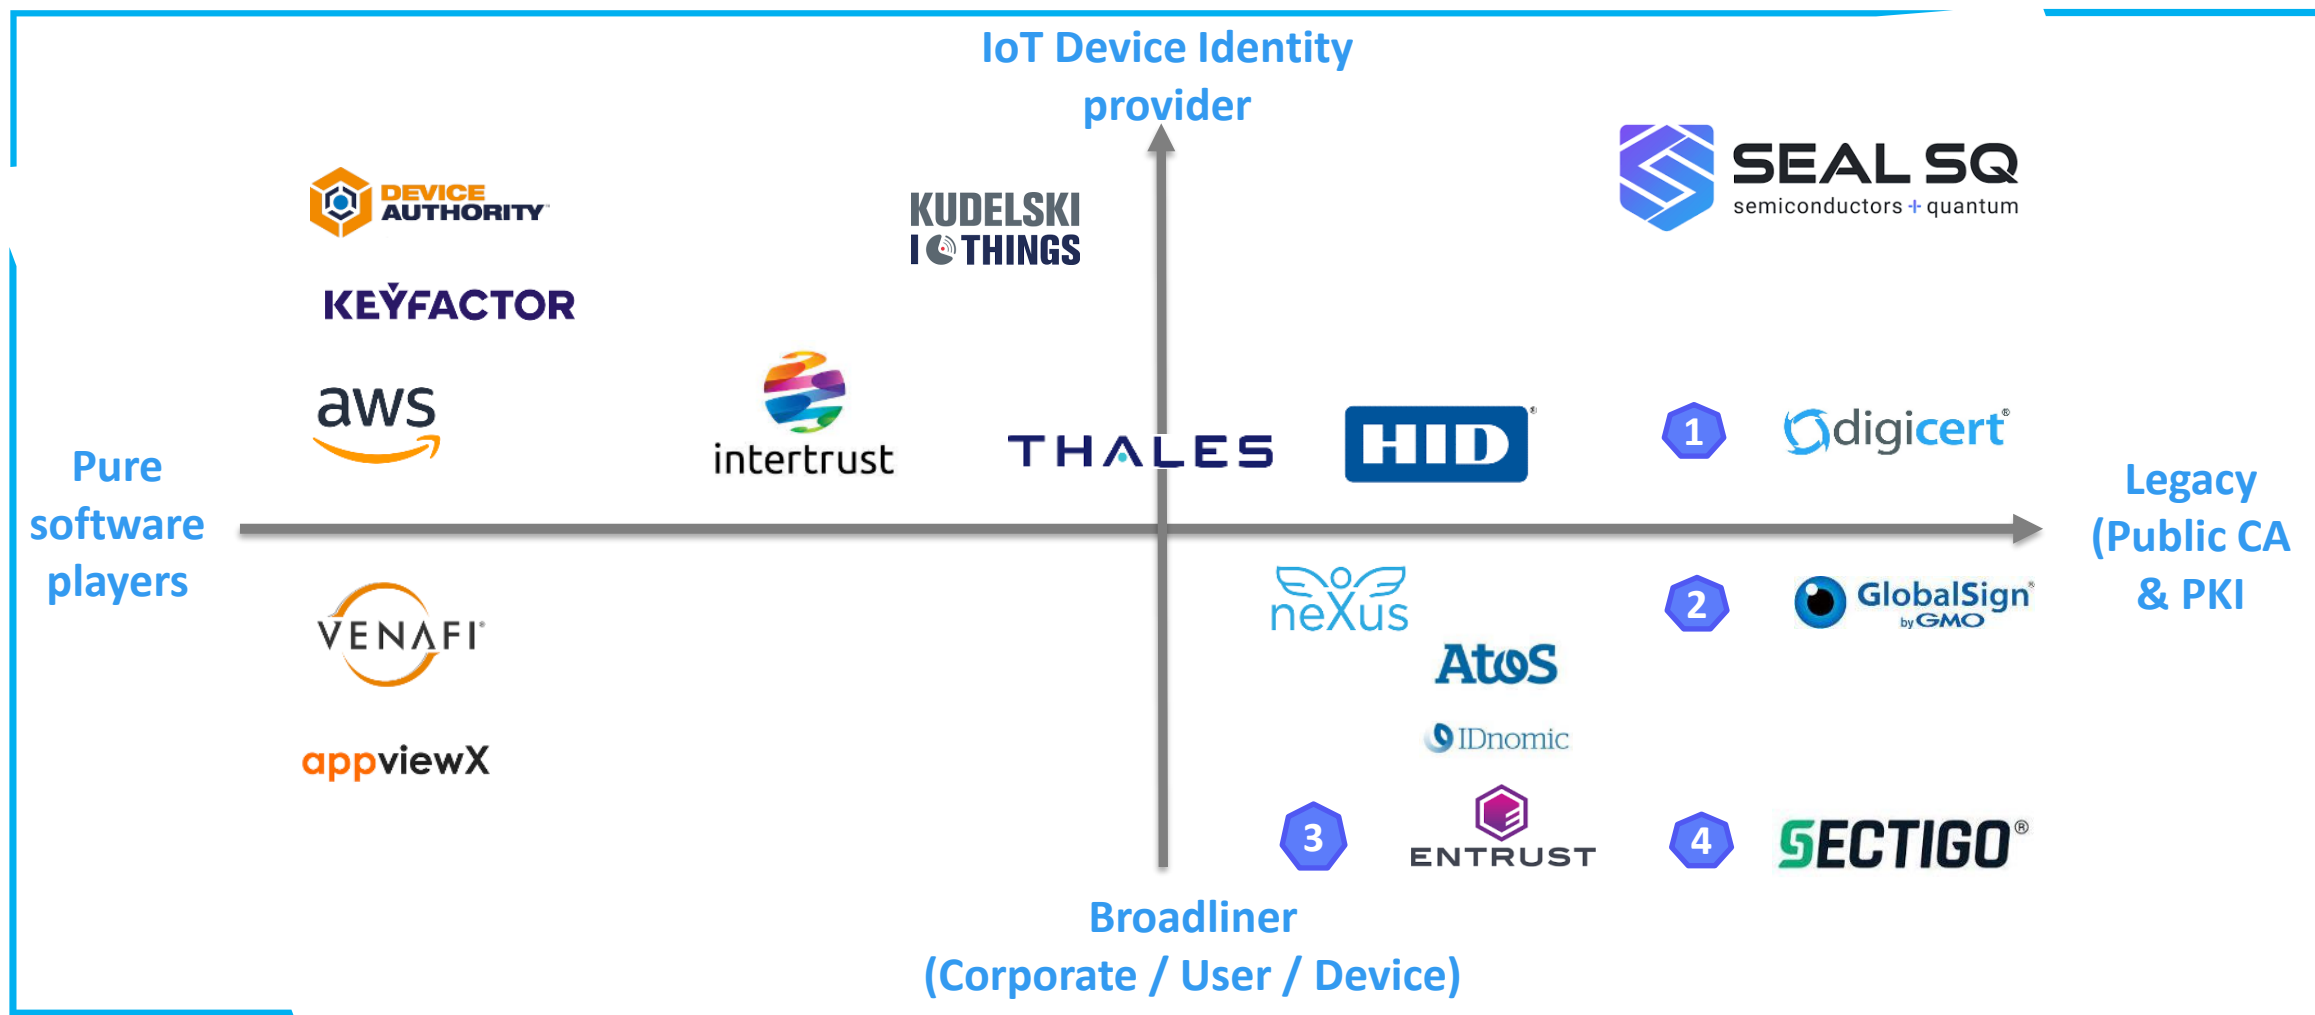 IoT Device Identity
provider
SEAL SQ
semiconductors + quantum
DEVICE
AUTHORITY™
KUDELSKI
IOTHINGS
KEYFACTOR
aws
intertrust
THALES
HID®
1
digicert®
Pure
software
players
Legacy
(Public CA
& PKI
neXus
2
GlobalSign®
by GMO
VENAFI®
Atos
IDnomic
appviewX
3
ENTRUST
4
SECTIGO®
Broadliner
(Corporate / User / Device)